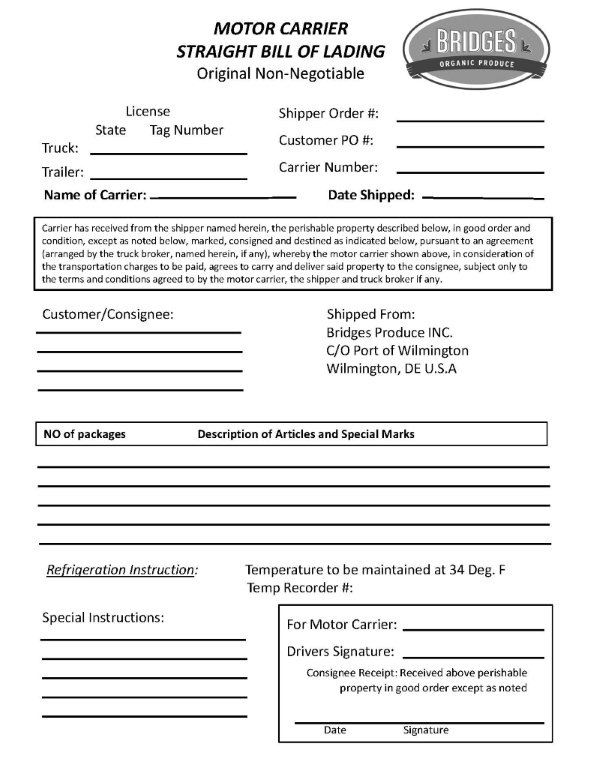 MOTOR CARRIER
STRAIGHT BILL OF LADING
Original Non-Negotiable
BRIDGES
ORGANIC PRODUCE
License
State Tag Number
Truck:
Trailer:
Shipper Order #:
Customer PO #:
Carrier Number:
Name of Carrier: Date Shipped:
Carrier has received from the shipper named herein, the perishable property described below, in good order and
condition, except as noted below, marked, consigned and destined as indicated below, pursuant to an agreement
(arranged by the truck broker, named herein, if any), whereby the motor carrier shown above, in consideration of
the transportation charges to be paid, agrees to carry and deliver said property to the consignee, subject only to
the terms and conditions agreed to by the motor carrier, the shipper and truck broker if any.
Customer/Consignee:
Shipped From:
Bridges Produce INC.
C/O Port of Wilmington
Wilmington, DE U.S.A
NO of packages Description of Articles and Special Marks
Refrigeration Instruction: Temperature to be maintained at 34 Deg. F
Temp Recorder #:
Special Instructions:
For Motor Carrier:
Drivers Signature:
Consignee Receipt: Received above perishable
property in good order except as noted
Date Signature